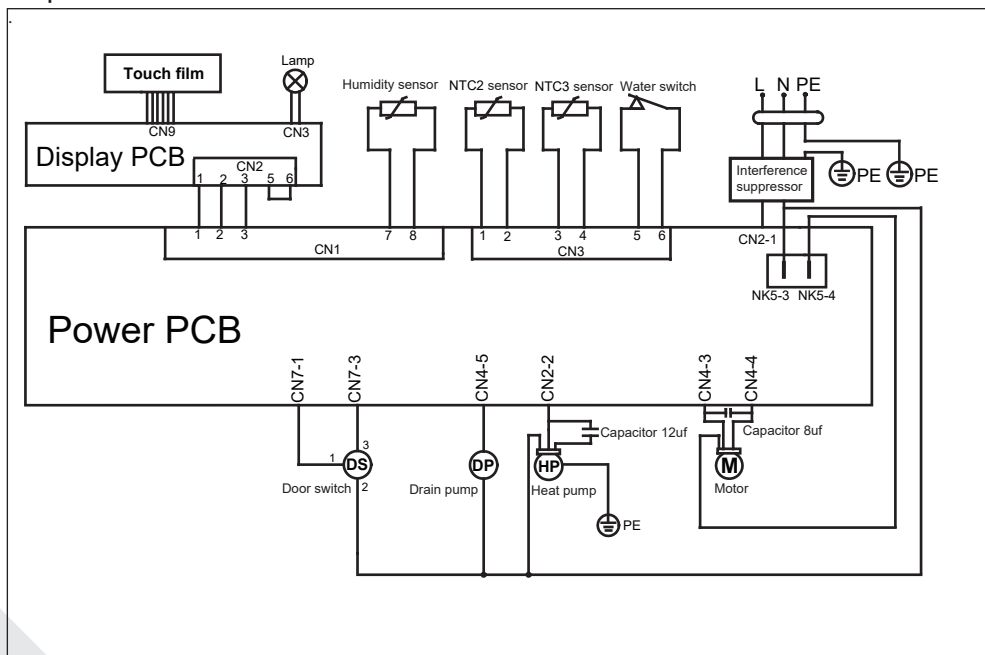 Touch film
Lamp
CN9
CN3
Display PCB
CN2
1 2 3 5 6
Humidity sensor
NTC2 sensor
NTC3 sensor
Water switch
L N PE
Interference
suppressor
PE
PE
1 2 3
7 8
CN1
1 2 3 4 5 6
CN3
CN2-1
NK5-3 NK5-4
Power PCB
CN7-1
CN7-3
CN4-5
CN2-2
CN4-3
CN4-4
3
1
DS
2
Door switch
DP
Drain pump
Capacitor 12uf
HP
Heat pump
PE
Capacitor 8uf
M
Motor